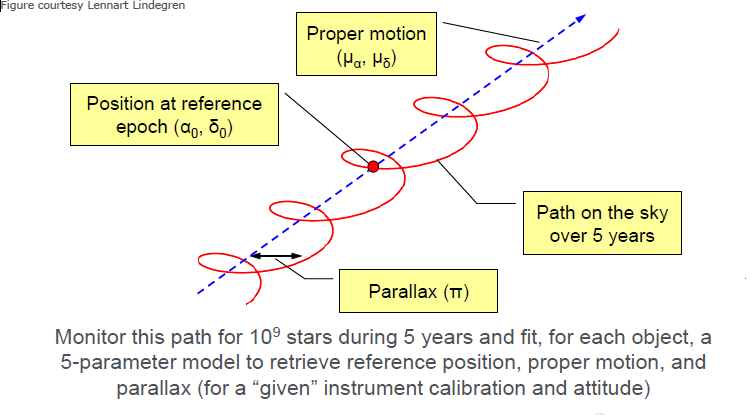 Figure courtesy Lennart Lindegren
Proper motion
(μα, μδ)
Position at reference
epoch (α₀, δ₀)
Path on the sky
over 5 years
Parallax (π)
Monitor this path for 10⁹ stars during 5 years and fit, for each object, a
5-parameter model to retrieve reference position, proper motion, and
parallax (for a “given” instrument calibration and attitude)